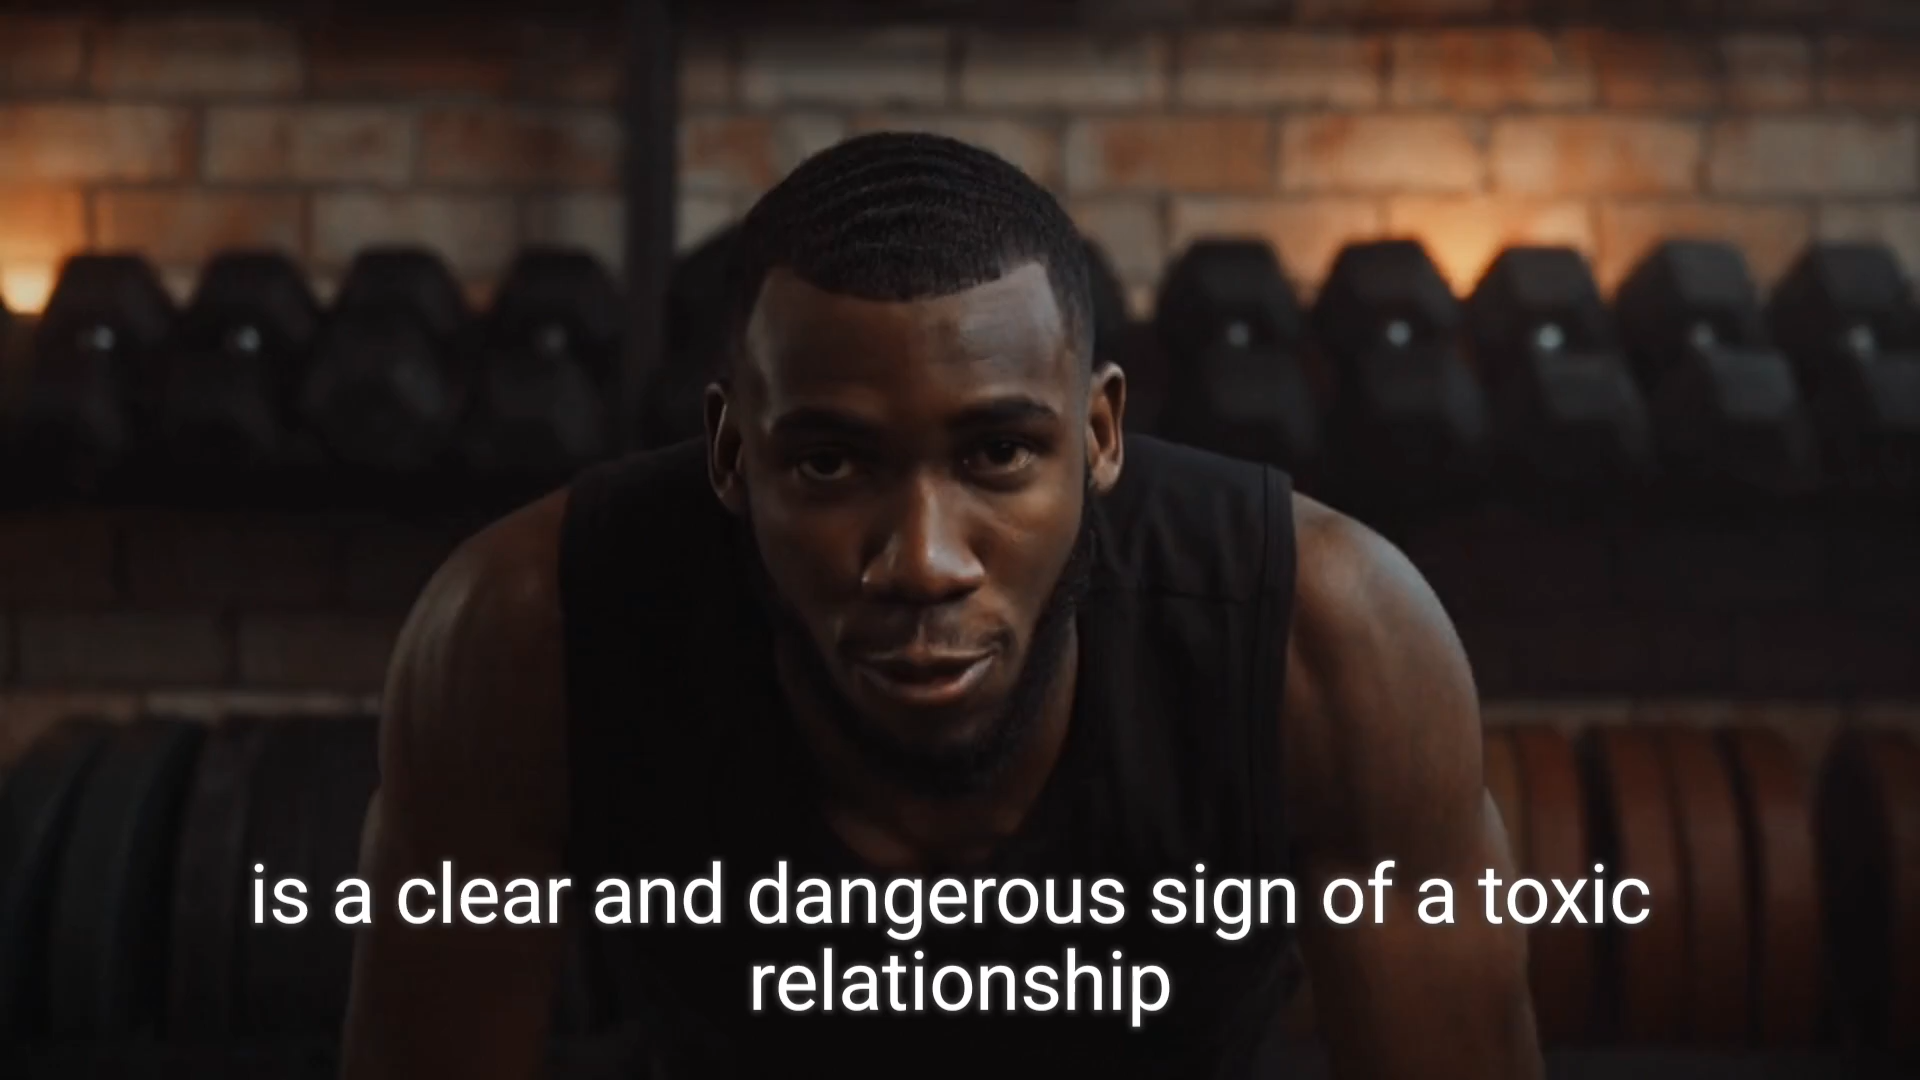 is a clear and dangerous sign of a toxic
relationship